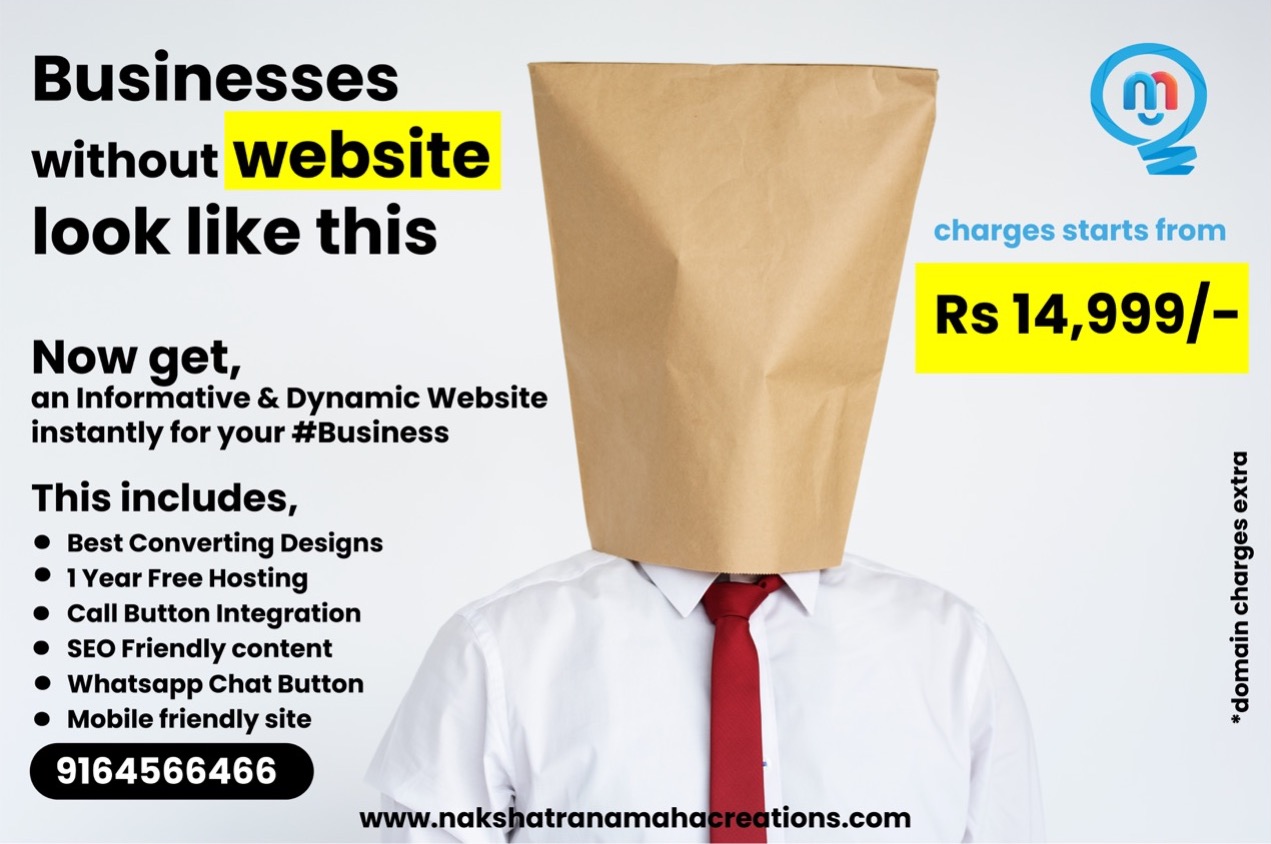 Businesses
without website
look like this
Now get,
an Informative & Dynamic Website
instantly for your #Business
This includes,
● Best Converting Designs
● 1 Year Free Hosting
● Call Button Integration
● SEO Friendly content
● Whatsapp Chat Button
● Mobile friendly site
9164566466
www.nakshatranamahacreations.com
charges starts from
Rs 14,999/-
*domain charges extra